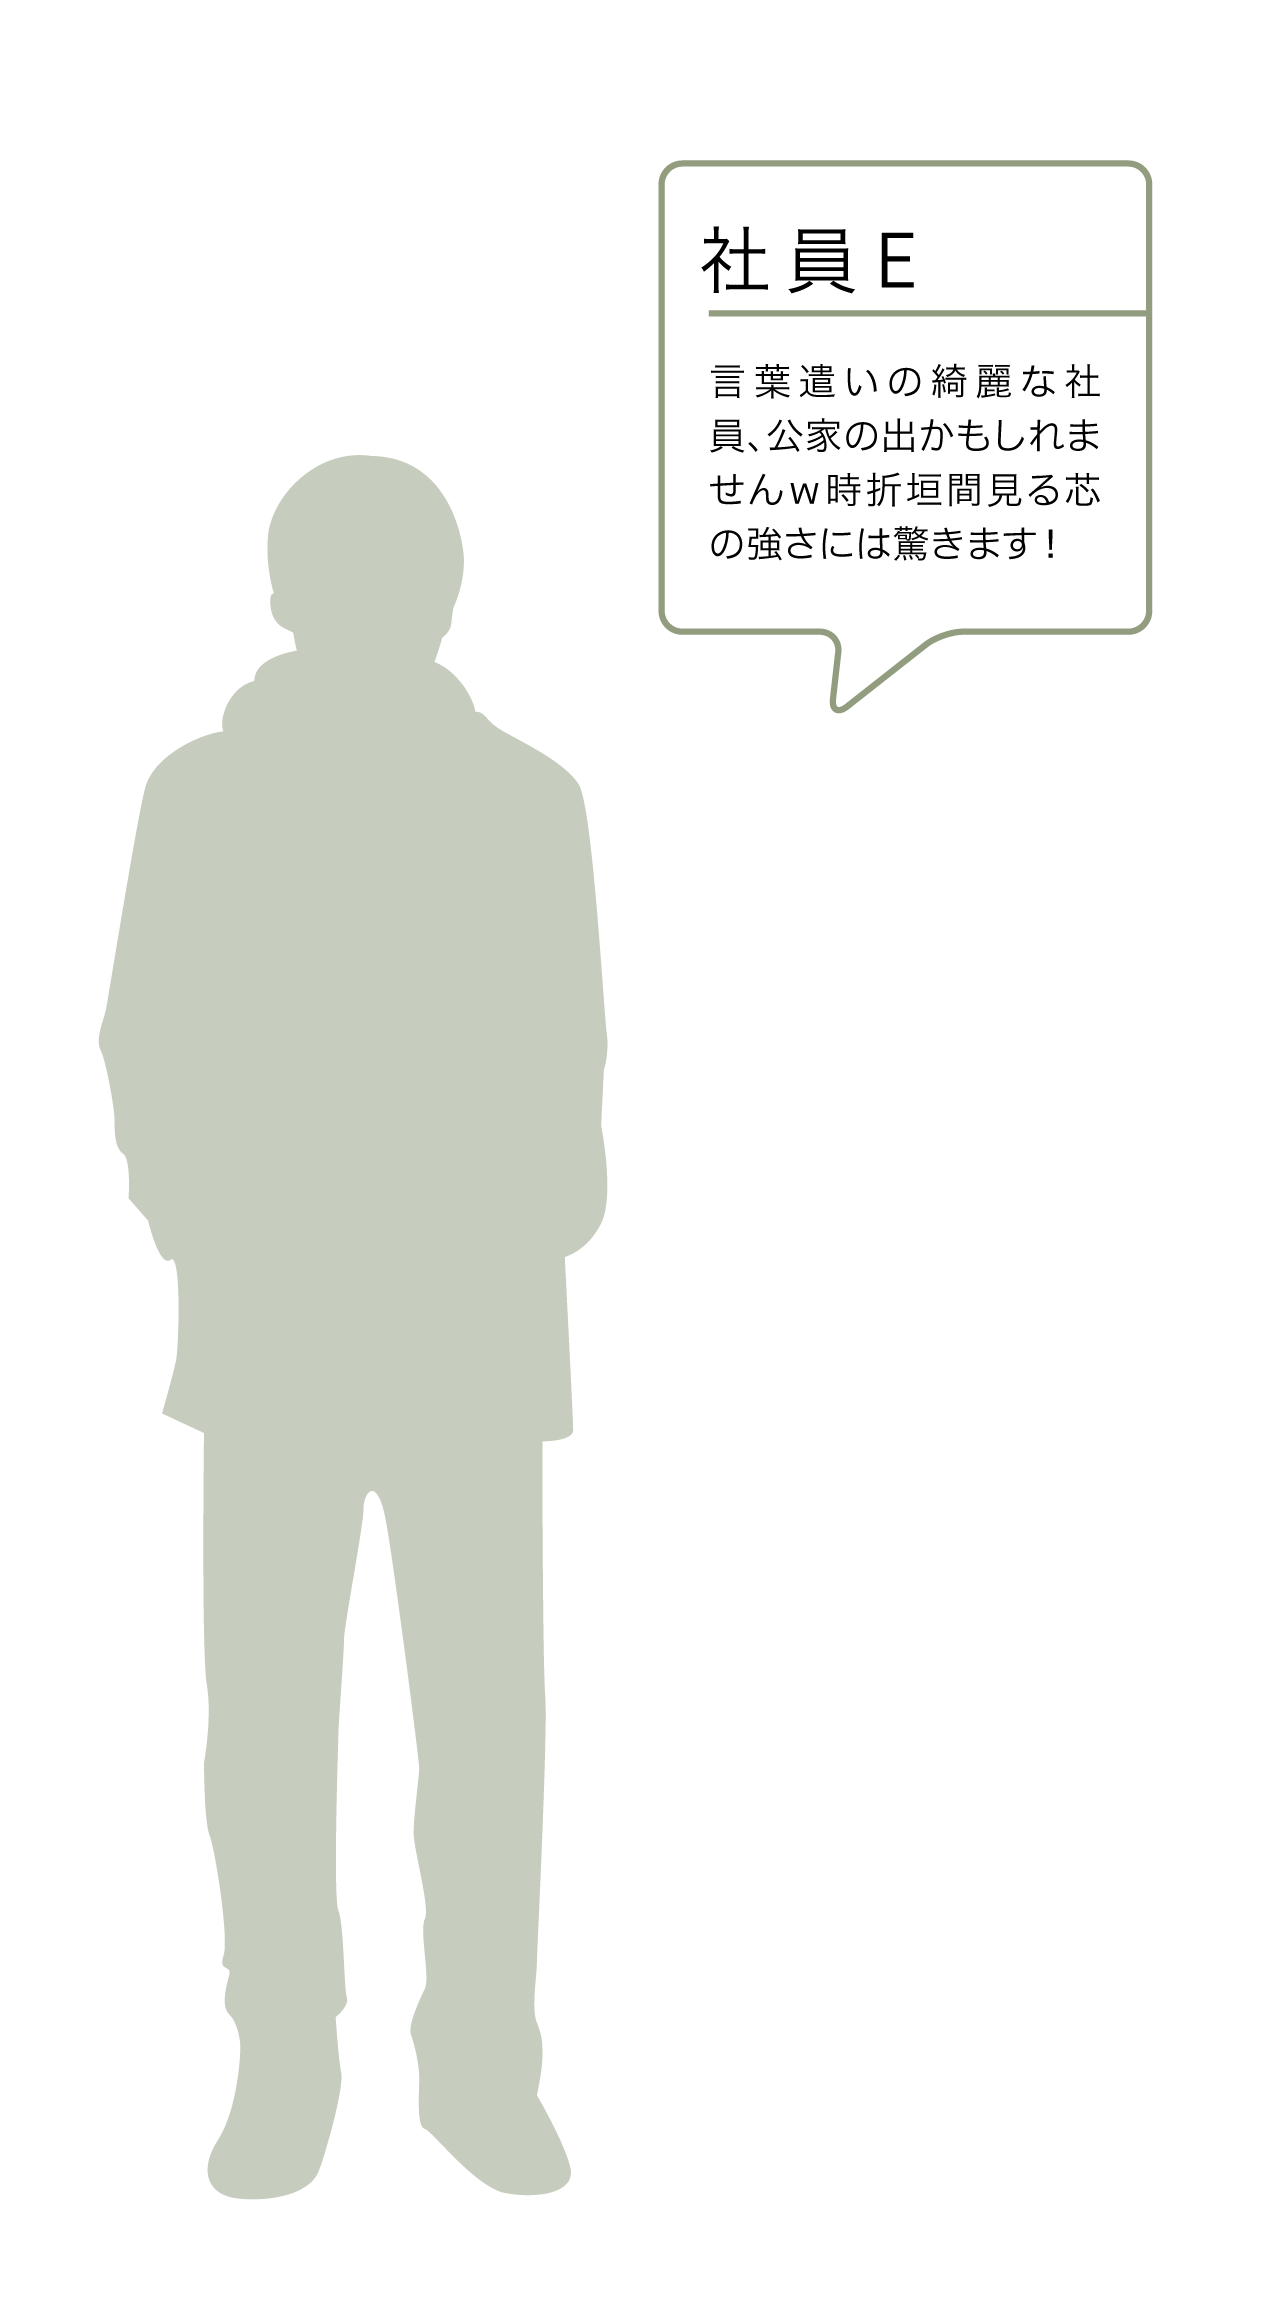 社員E
言葉遣いの綺麗な社
員、公家の出かもしれま
せんw時折垣間見る芯
の強さには驚きます!